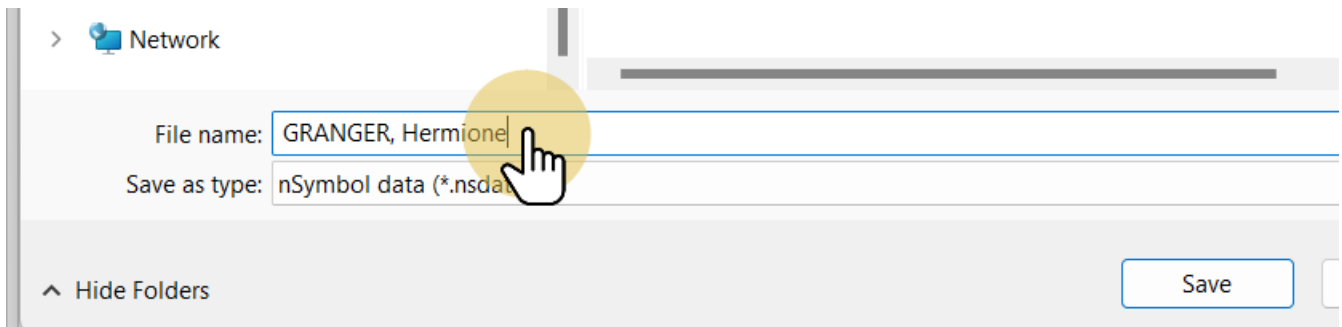 Network
File name: GRANGER, Hermione
Save as type: nSymbol data (*.nsdat
Hide Folders
Save